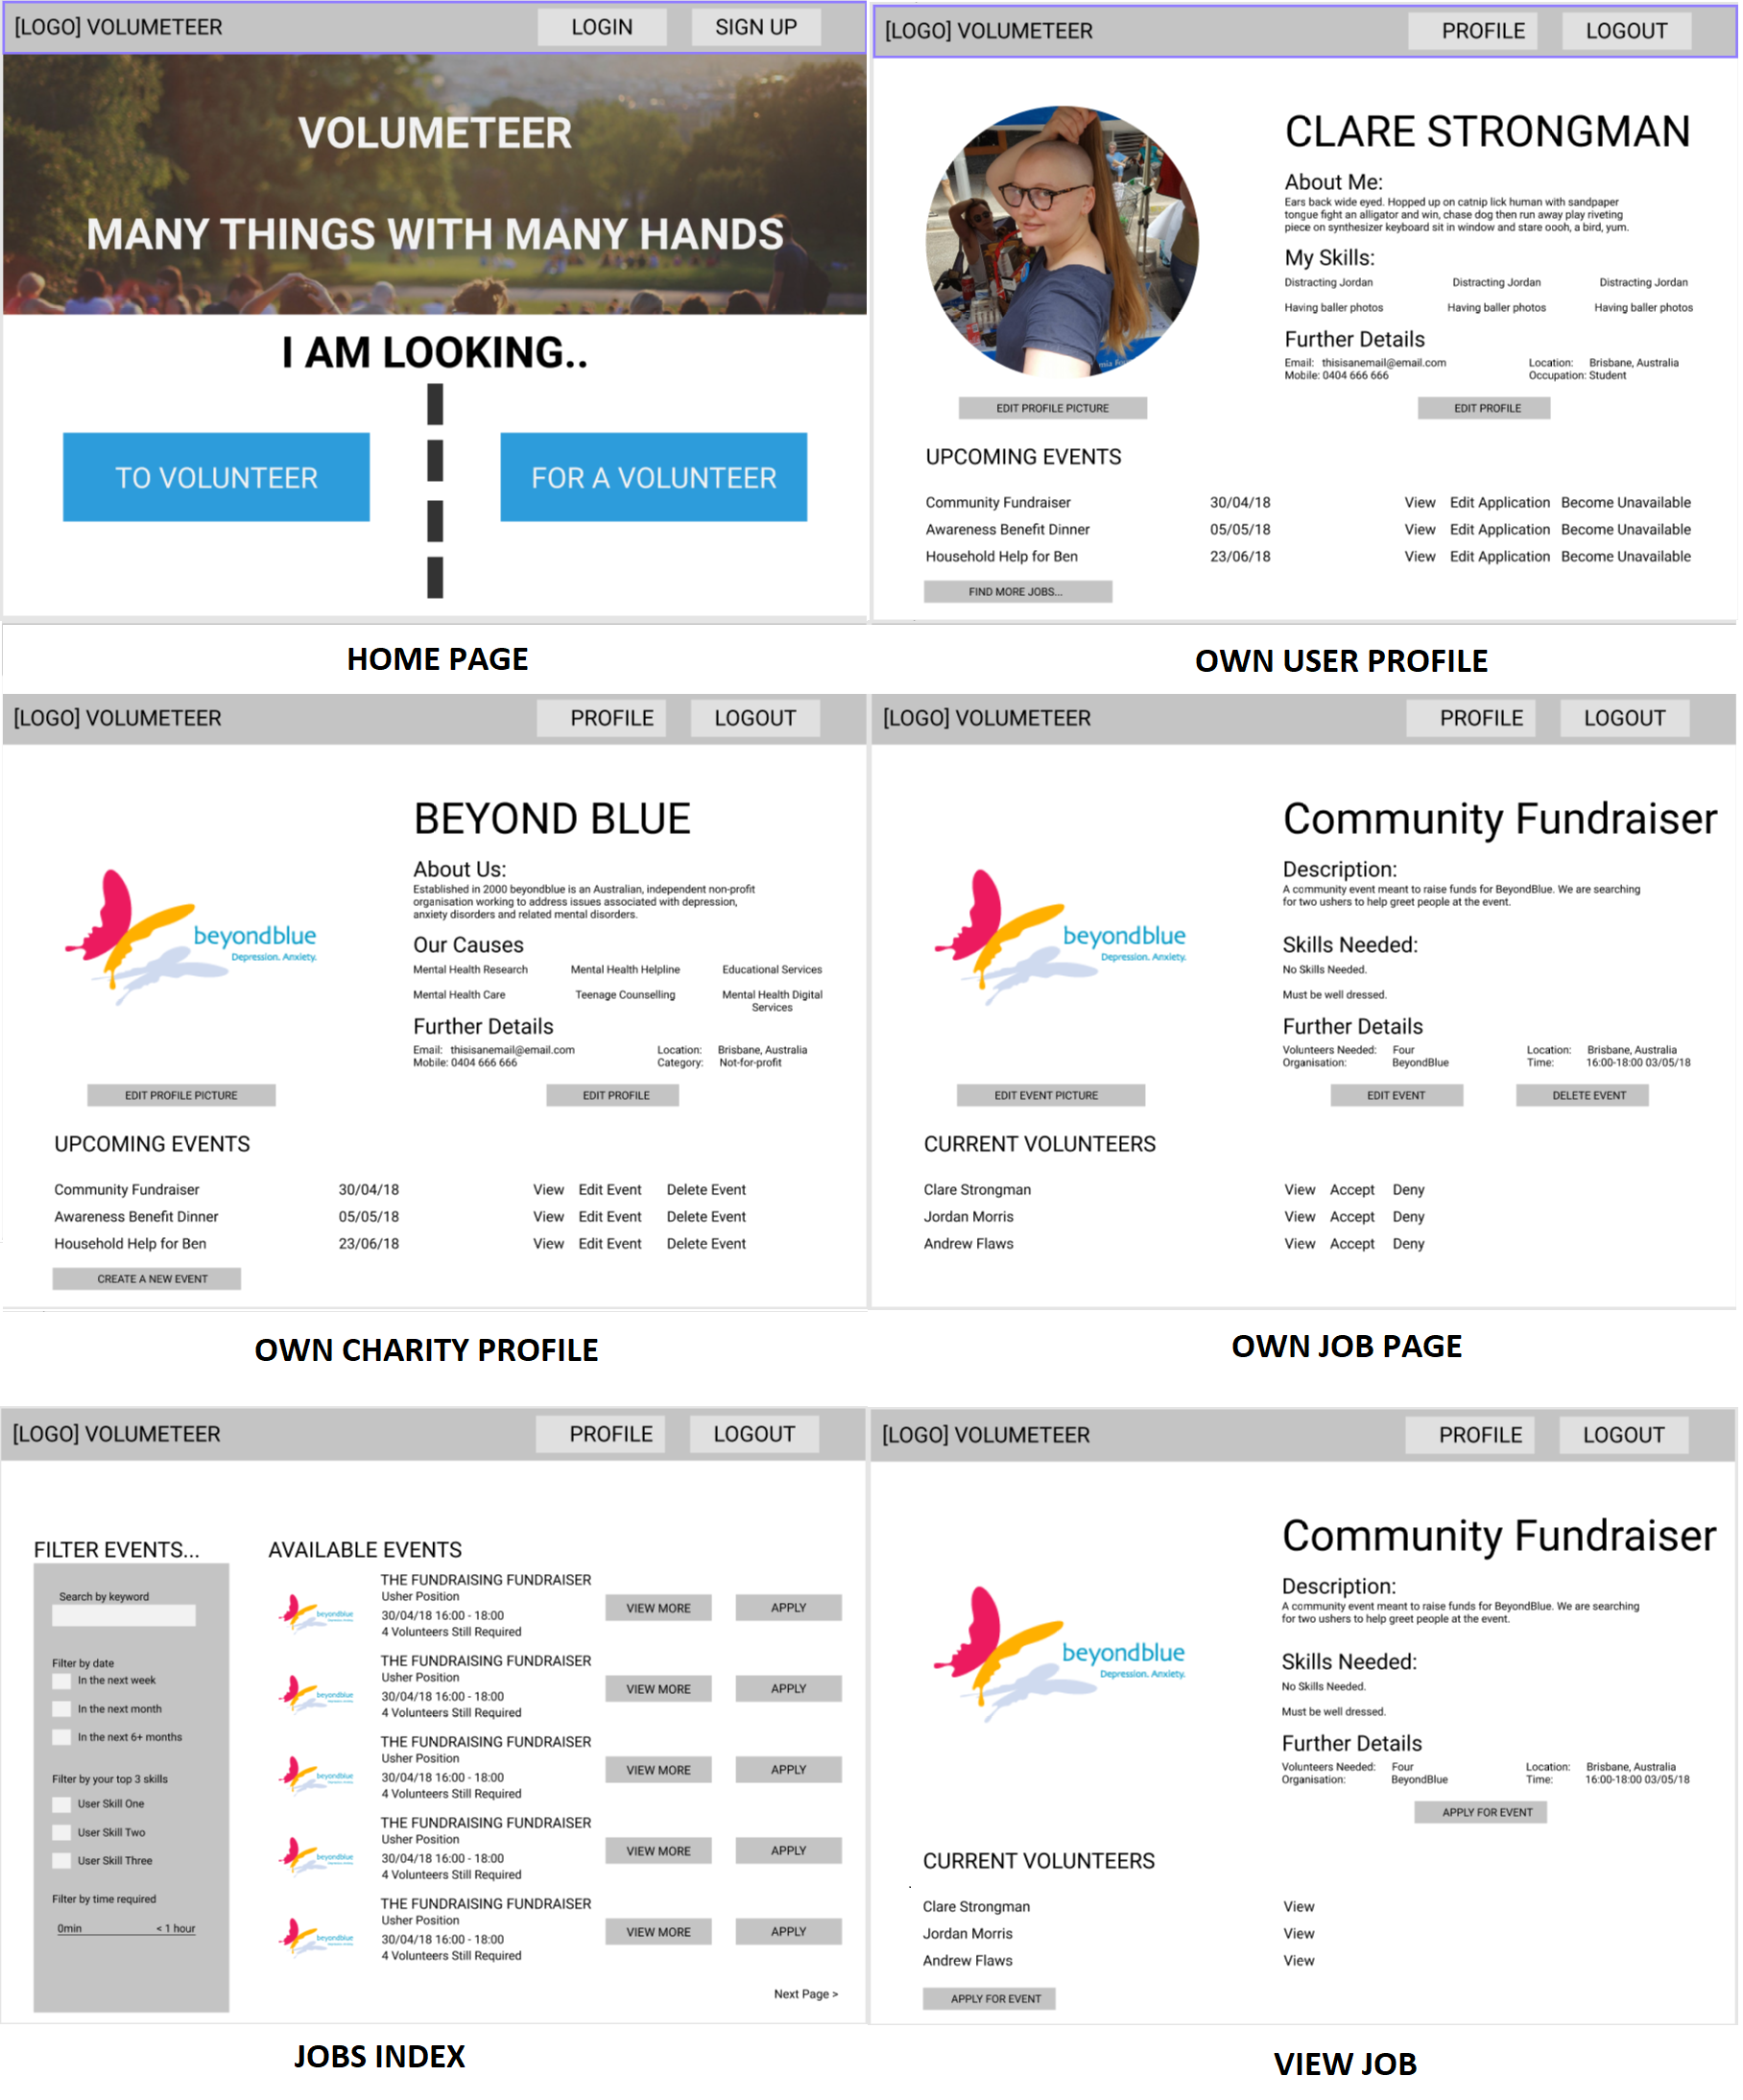 [LOGO] VOLUMETEER
LOGIN
SIGN UP
VOLUMETEER
MANY THINGS WITH MANY HANDS
I AM LOOKING..
TO VOLUNTEER
FOR A VOLUNTEER
HOME PAGE
[LOGO] VOLUMETEER
PROFILE
LOGOUT
CLARE STRONGMAN
About Me:
Ears back wide eyed. Hopped up on catnip lick human with sandpaper
tongue fight an alligator and win, chase dog then run away play riveting
piece on synthesizer keyboard sit in window and stare oooh, a bird, yum.
My Skills:
Distracting Jordan Distracting Jordan Distracting Jordan
Having baller photos Having baller photos Having baller photos
Further Details
Email: thisisanemail@email.com Location: Brisbane, Australia
Mobile: 0404 666 666 Occupation: Student
EDIT PROFILE PICTURE
EDIT PROFILE
UPCOMING EVENTS
Community Fundraiser 30/04/18 View Edit Application Become Unavailable
Awareness Benefit Dinner 05/05/18 View Edit Application Become Unavailable
Household Help for Ben 23/06/18 View Edit Application Become Unavailable
FIND MORE JOBS...
OWN USER PROFILE
[LOGO] VOLUMETEER
PROFILE
LOGOUT
beyondblue
Depression. Anxiety.
BEYOND BLUE
About Us:
Established in 2000 beyondblue is an Australian, independent non-profit
organisation working to address issues associated with depression,
anxiety disorders and related mental disorders.
Our Causes
Mental Health Research Mental Health Helpline Educational Services
Mental Health Care Teenage Counselling Mental Health Digital
Services
Further Details
Email: thisisanemail@email.com Location: Brisbane, Australia
Mobile: 0404 666 666 Category: Not-for-profit
EDIT PROFILE PICTURE
EDIT PROFILE
UPCOMING EVENTS
Community Fundraiser 30/04/18 View Edit Event Delete Event
Awareness Benefit Dinner 05/05/18 View Edit Event Delete Event
Household Help for Ben 23/06/18 View Edit Event Delete Event
CREATE A NEW EVENT
OWN CHARITY PROFILE
[LOGO] VOLUMETEER
PROFILE
LOGOUT
beyondblue
Depression. Anxiety.
Community Fundraiser
Description:
A community event meant to raise funds for BeyondBlue. We are searching
for two ushers to help greet people at the event.
Skills Needed:
No Skills Needed.
Must be well dressed.
Further Details
Volunteers Needed: Four Location: Brisbane, Australia
Organisation: BeyondBlue Time: 16:00-18:00 03/05/18
EDIT EVENT PICTURE
EDIT EVENT
DELETE EVENT
CURRENT VOLUNTEERS
Clare Strongman View Accept Deny
Jordan Morris View Accept Deny
Andrew Flaws View Accept Deny
OWN JOB PAGE
[LOGO] VOLUMETEER
PROFILE
LOGOUT
FILTER EVENTS...
Search by keyword
Filter by date
In the next week
In the next month
In the next 6+ months
Filter by your top 3 skills
User Skill One
User Skill Two
User Skill Three
Filter by time required
0min < 1 hour
AVAILABLE EVENTS
beyondblue
THE FUNDRAISING FUNDRAISER
Usher Position
30/04/18 16:00 - 18:00
4 Volunteers Still Required
VIEW MORE
APPLY
beyondblue
THE FUNDRAISING FUNDRAISER
Usher Position
30/04/18 16:00 - 18:00
4 Volunteers Still Required
VIEW MORE
APPLY
beyondblue
THE FUNDRAISING FUNDRAISER
Usher Position
30/04/18 16:00 - 18:00
4 Volunteers Still Required
VIEW MORE
APPLY
beyondblue
THE FUNDRAISING FUNDRAISER
Usher Position
30/04/18 16:00 - 18:00
4 Volunteers Still Required
VIEW MORE
APPLY
beyondblue
THE FUNDRAISING FUNDRAISER
Usher Position
30/04/18 16:00 - 18:00
4 Volunteers Still Required
VIEW MORE
APPLY
Next Page >
JOBS INDEX
[LOGO] VOLUMETEER
PROFILE
LOGOUT
beyondblue
Depression. Anxiety.
Community Fundraiser
Description:
A community event meant to raise funds for BeyondBlue. We are searching
for two ushers to help greet people at the event.
Skills Needed:
No Skills Needed.
Must be well dressed.
Further Details
Volunteers Needed: Four Location: Brisbane, Australia
Organisation: BeyondBlue Time: 16:00-18:00 03/05/18
APPLY FOR EVENT
CURRENT VOLUNTEERS
Clare Strongman View
Jordan Morris View
Andrew Flaws View
APPLY FOR EVENT
VIEW JOB